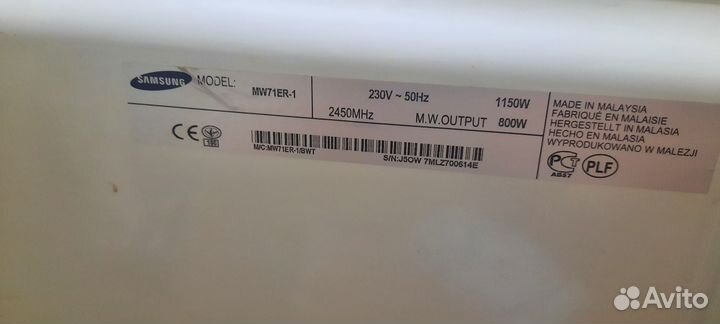 SAMSUNG MODEL: MW71ER-1
230V ~ 50Hz 1150W
2450MHz M.W.OUTPUT 800W
MADE IN MALAYSIA
FABRIQUÉ EN MALAISIE
HERGESTELLT IN MALASIA
HECHO EN MALASIA
WYPRODUKOWANO W MALEZJI
CE
M/C:MW71ER-1/BWT S/N:J5OW 7MLZ700614E
PLF
Avito